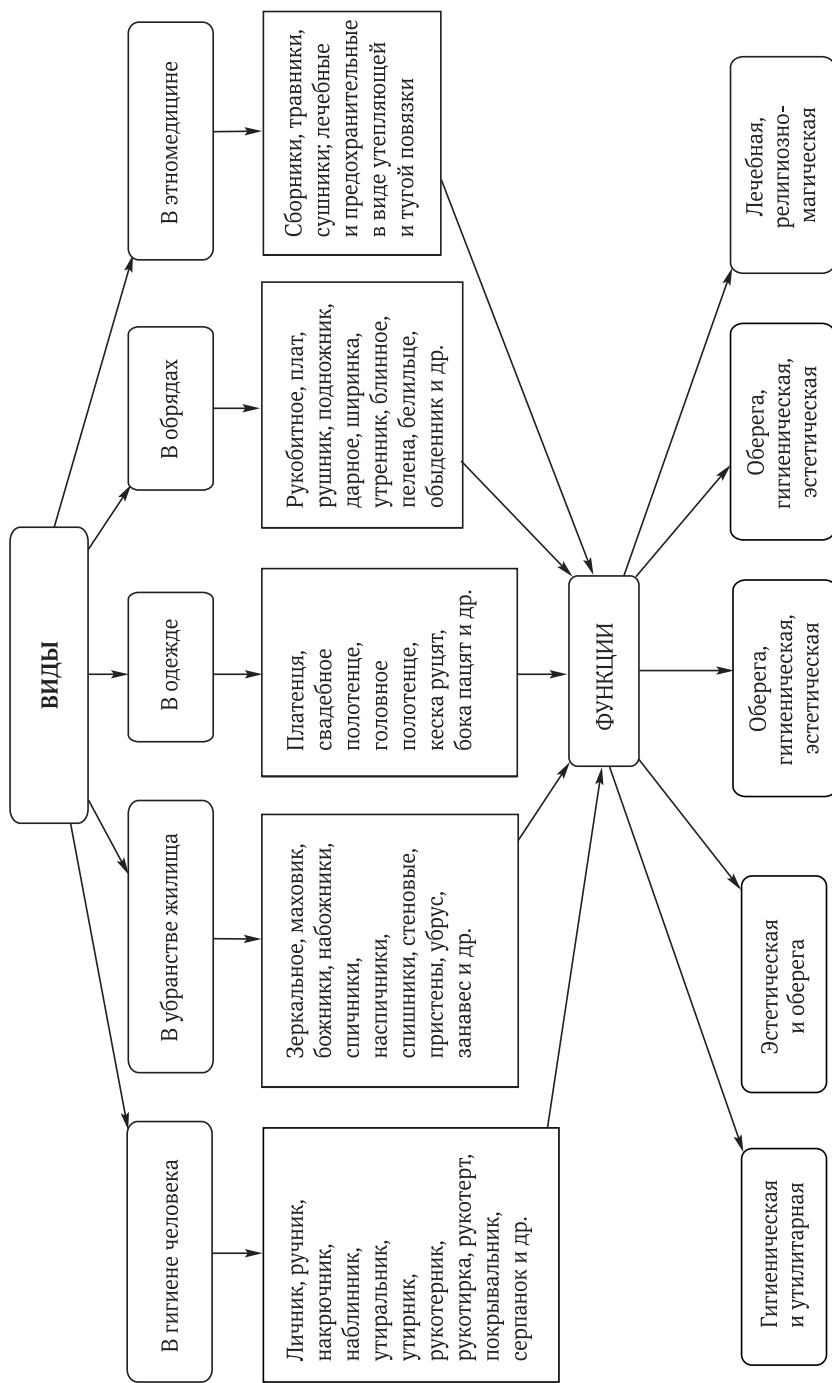 ВИДЫ
В гигиене человека
В убранстве жилища
В одежде
В обрядах
В этномедицине
Личник, ручник,
накрючник,
наблинник,
утиральник,
утирник,
рукотерник,
рукотирка, рукотерт,
покрывальник,
серпанок и др.
Зеркальное, маховик,
божники, набожники,
спичники,
наспичники,
спишники, стеновые,
пристены, убрус,
занавес и др.
Платенця,
свадебное
полотенце,
головное
полотенце,
кеска руцят,
бока пацят и др.
Рукобитное, плат,
рушник, подножник,
дарное, ширинка,
утренник, блинное,
пелена, белильце,
обыденник и др.
Сборники, травники,
сушники; лечебные
и предохранительные
в виде утепляющей
и тугой повязки
ФУНКЦИИ
Гигиеническая
и утилитарная
Эстетическая
и оберега
Оберега,
гигиеническая,
эстетическая
Оберега,
гигиеническая,
эстетическая
Лечебная,
религиозно-
магическая